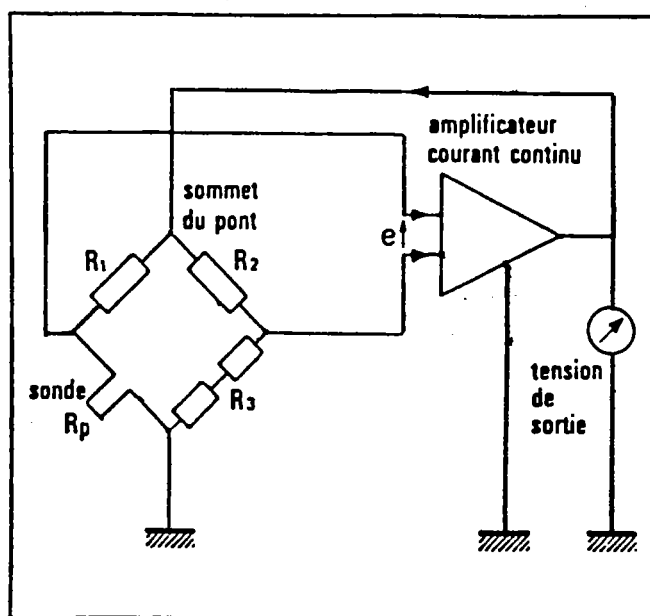 amplificateur
courant continu
sommet
du pont
e
R1
R2
sonde
Rp
R3
tension
de
sortie